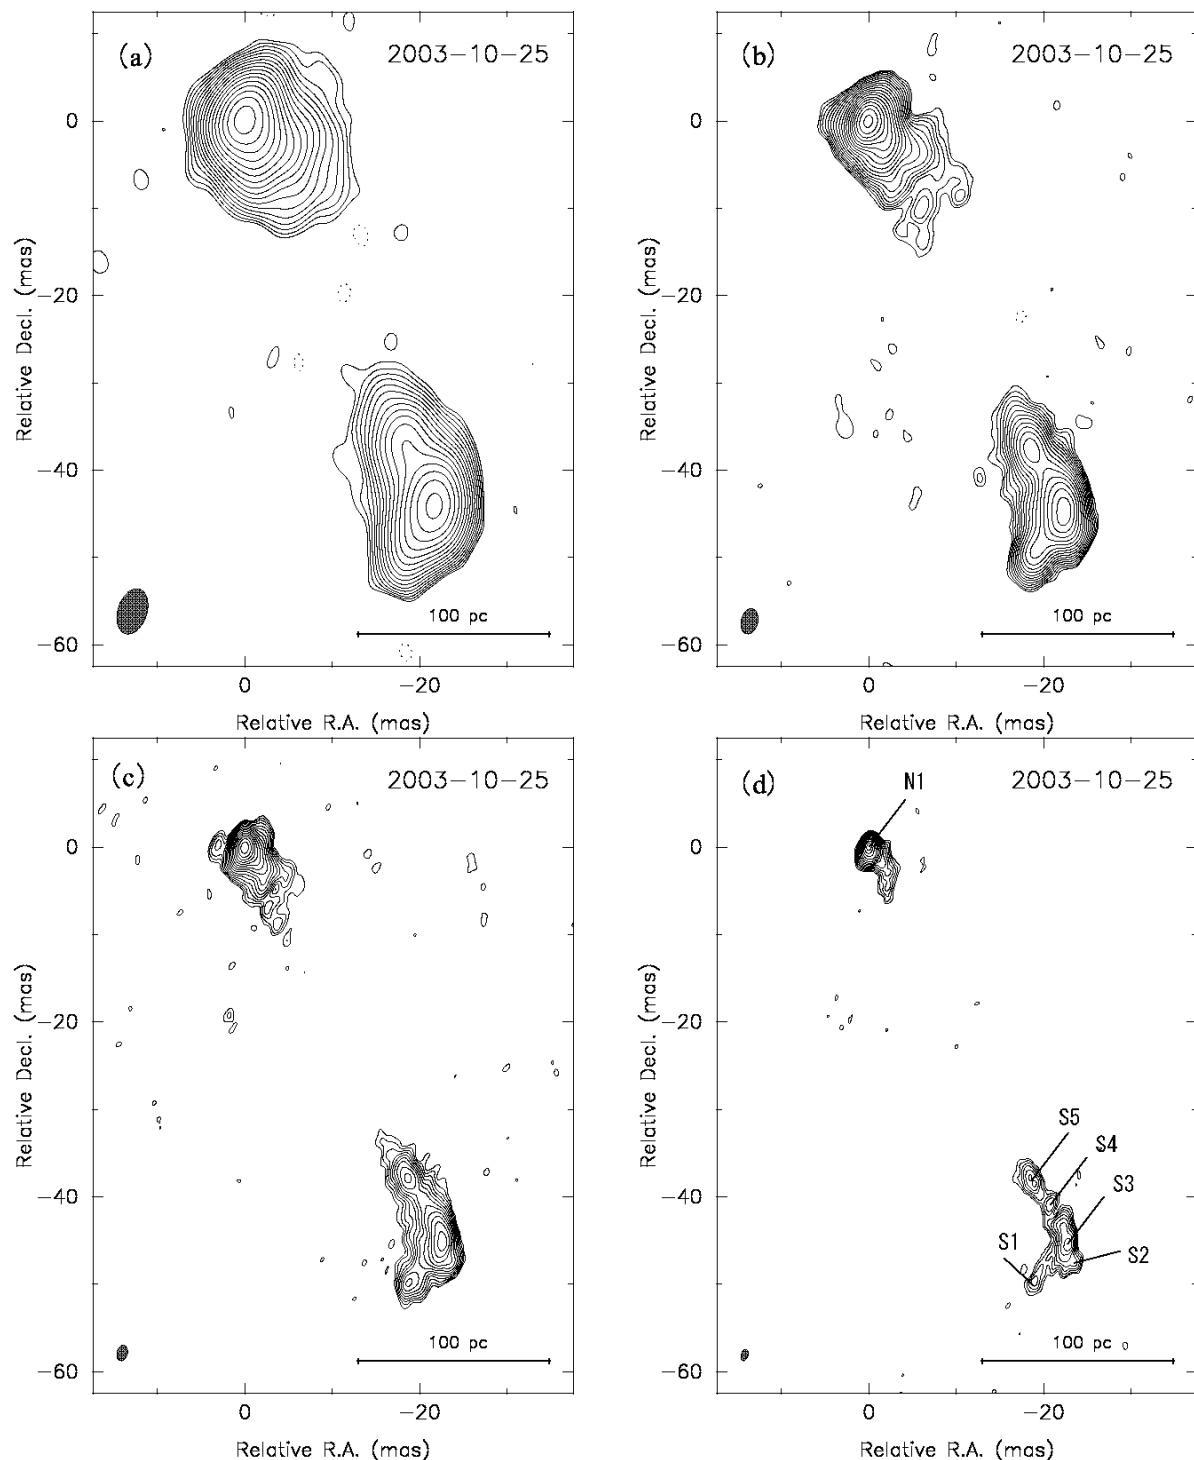 (a) 2003-10-25
0
−20
−40
−60
Relative Decl. (mas)
100 pc
0 −20
Relative R.A. (mas)
(b) 2003-10-25
0
−20
−40
−60
Relative Decl. (mas)
100 pc
0 −20
Relative R.A. (mas)
(c) 2003-10-25
0
−20
−40
−60
Relative Decl. (mas)
100 pc
0 −20
Relative R.A. (mas)
(d) 2003-10-25
N1
0
−20
−40
−60
Relative Decl. (mas)
S5
S4
S3
S1
S2
100 pc
0 −20
Relative R.A. (mas)